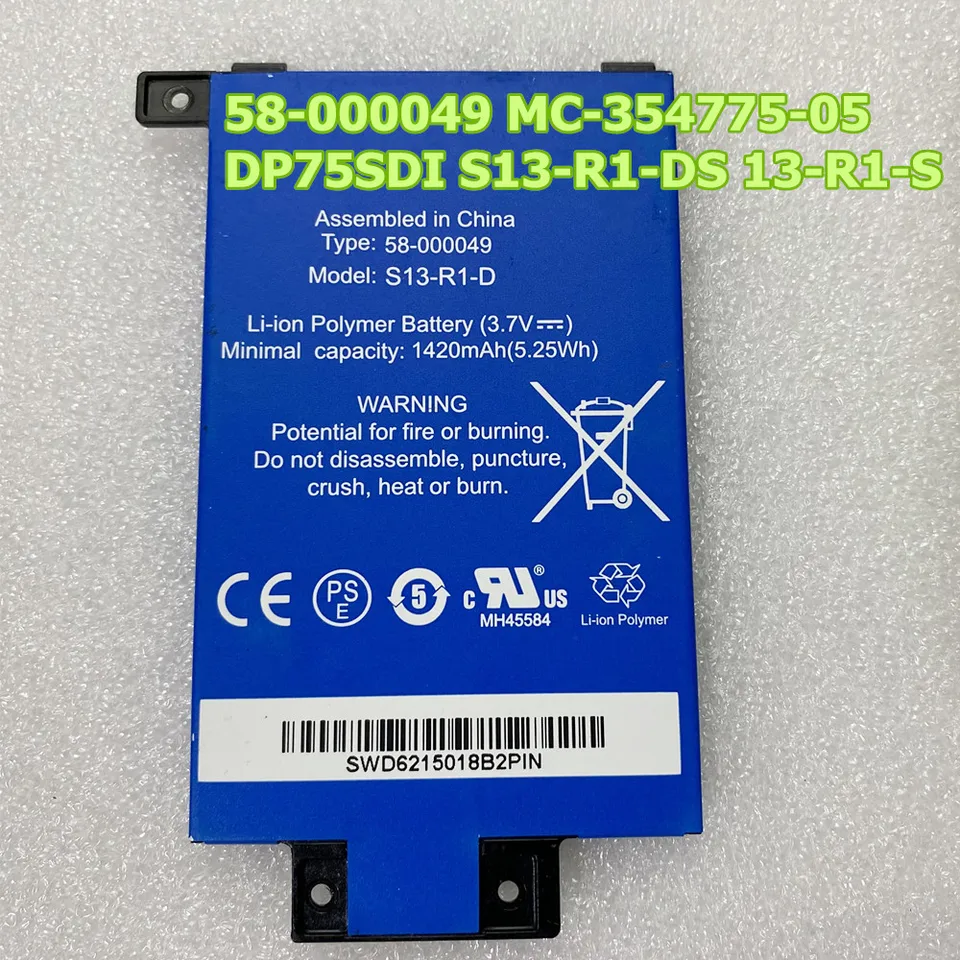 58-000049 MC-354775-05
DP75SDI S13-R1-DS 13-R1-S
Assembled in China
Type: 58-000049
Model: S13-R1-D
Li-ion Polymer Battery (3.7V⎓)
Minimal capacity: 1420mAh(5.25Wh)
WARNING
Potential for fire or burning.
Do not disassemble, puncture,
crush, heat or burn.
CE
PS
E
5
c UR® US
MH45584
Li-ion Polymer
SWD6215018B2PIN